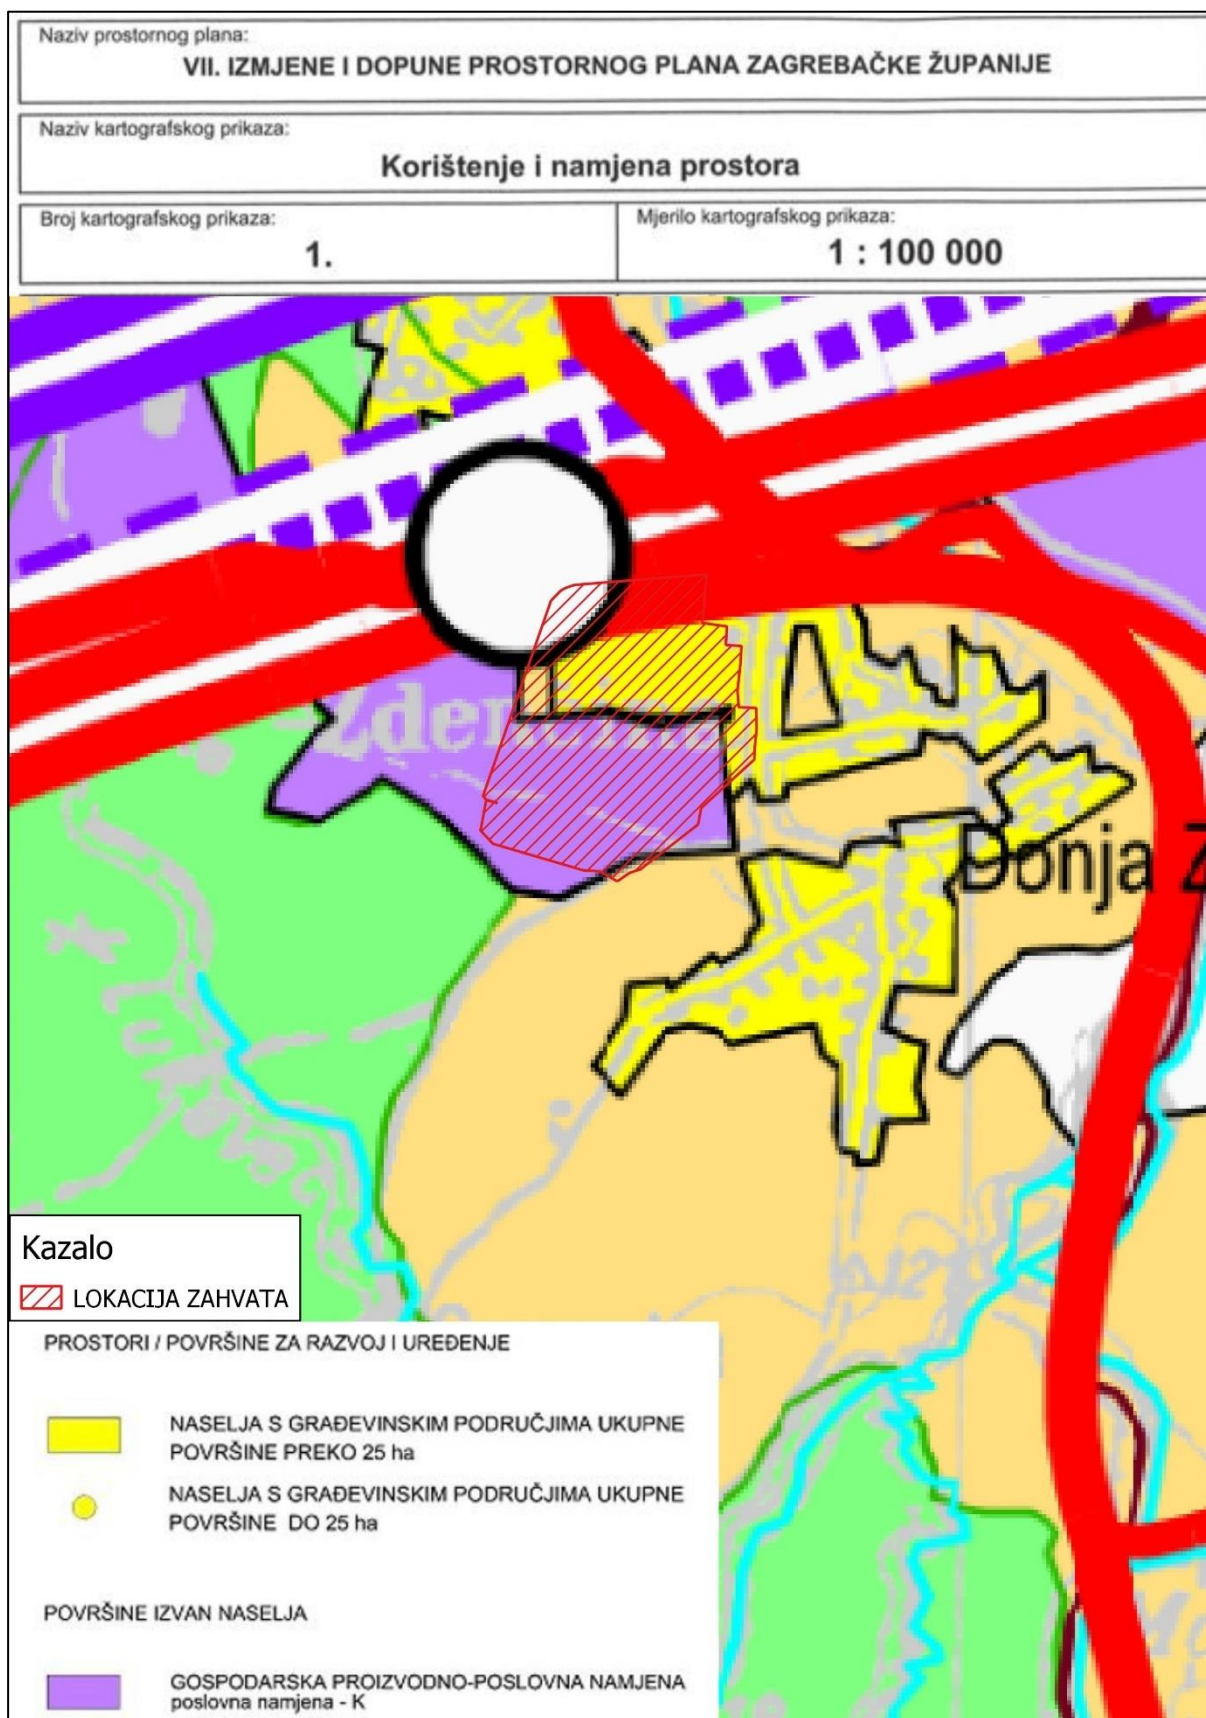 Naziv prostornog plana:
VII. IZMJENE I DOPUNE PROSTORNOG PLANA ZAGREBAČKE ŽUPANIJE
Naziv kartografskog prikaza:
Korištenje i namjena prostora
Broj kartografskog prikaza:
1.
Mjerilo kartografskog prikaza:
1 : 100 000
Donja Z
Kazalo
LOKACIJA ZAHVATA
PROSTORI / POVRŠINE ZA RAZVOJ I UREĐENJE
NASELJA S GRAĐEVINSKIM PODRUČJIMA UKUPNE
POVRŠINE PREKO 25 ha
NASELJA S GRAĐEVINSKIM PODRUČJIMA UKUPNE
POVRŠINE DO 25 ha
POVRŠINE IZVAN NASELJA
GOSPODARSKA PROIZVODNO-POSLOVNA NAMJENA
poslovna namjena - K